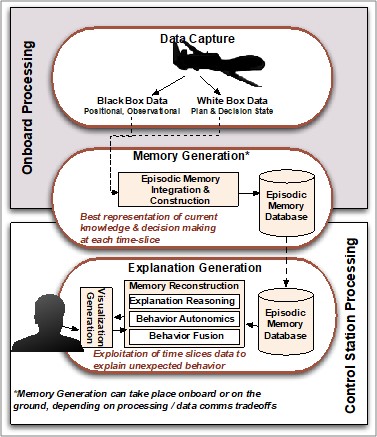 Onboard Processing
Data Capture
Black Box Data
Positional, Observational
White Box Data
Plan & Decision State
Memory Generation*
Episodic Memory
Integration &
Construction
Episodic
Memory
Database
Best representation of current
knowledge & decision making
at each time-slice
Control Station Processing
Explanation Generation
Visualization
Generation
Memory Reconstruction
Explanation Reasoning
Behavior Autonomics
Behavior Fusion
Episodic
Memory
Database
Exploitation of time slices data to
explain unexpected behavior
*Memory Generation can take place onboard or on the
ground, depending on processing / data comms tradeoffs